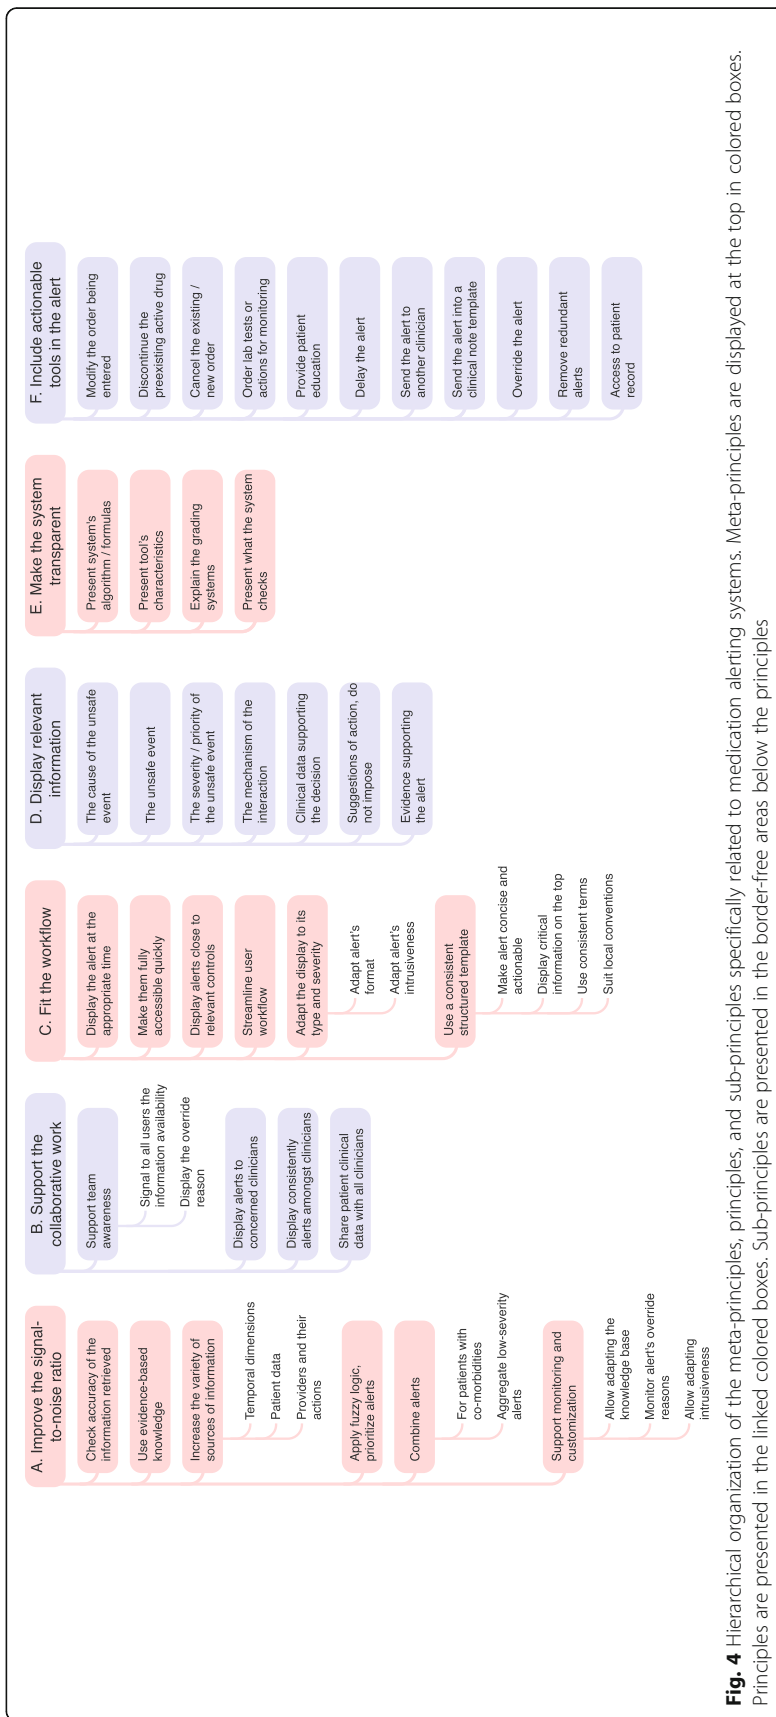 A. Improve the signal-
to-noise ratio
Check accuracy of the
information retrieved
Use evidence-based
knowledge
Increase the variety of
sources of information
Temporal dimensions
Patient data
Providers and their
actions
Apply fuzzy logic,
prioritize alerts
Combine alerts
For patients with
co-morbidities
Aggregate low-severity
alerts
Support monitoring and
customization
Allow adapting the
knowledge base
Monitor alert's override
reasons
Allow adapting
intrusiveness
B. Support the
collaborative work
Support team
awareness
Signal to all users the
information availability
Display the override
reason
Display alerts to
concerned clinicians
Display consistently
alerts amongst clinicians
Share patient clinical
data with all clinicians
C. Fit the workflow
Display the alert at the
appropriate time
Make them fully
accessible quickly
Display alerts close to
relevant controls
Streamline user
workflow
Adapt the display to its
type and severity
Adapt alert's
format
Adapt alert's
intrusiveness
Use a consistent
structured template
Make alert concise and
actionable
Display critical
information on the top
Use consistent terms
Suit local conventions
D. Display relevant
information
The cause of the unsafe
event
The unsafe event
The severity / priority of
the unsafe event
The mechanism of the
interaction
Clinical data supporting
the decision
Suggestions of action, do
not impose
Evidence supporting
the alert
E. Make the system
transparent
Present system's
algorithm / formulas
Present tool's
characteristics
Explain the grading
systems
Present what the system
checks
F. Include actionable
tools in the alert
Modify the order being
entered
Discontinue the
preexisting active drug
Cancel the existing /
new order
Order lab tests or
actions for monitoring
Provide patient
education
Delay the alert
Send the alert to
another clinician
Send the alert into a
clinical note template
Override the alert
Remove redundant
alerts
Access to patient
record
Fig. 4 Hierarchical organization of the meta-principles, principles, and sub-principles specifically related to medication alerting systems. Meta-principles are displayed at the top in colored boxes.
Principles are presented in the linked colored boxes. Sub-principles are presented in the border-free areas below the principles